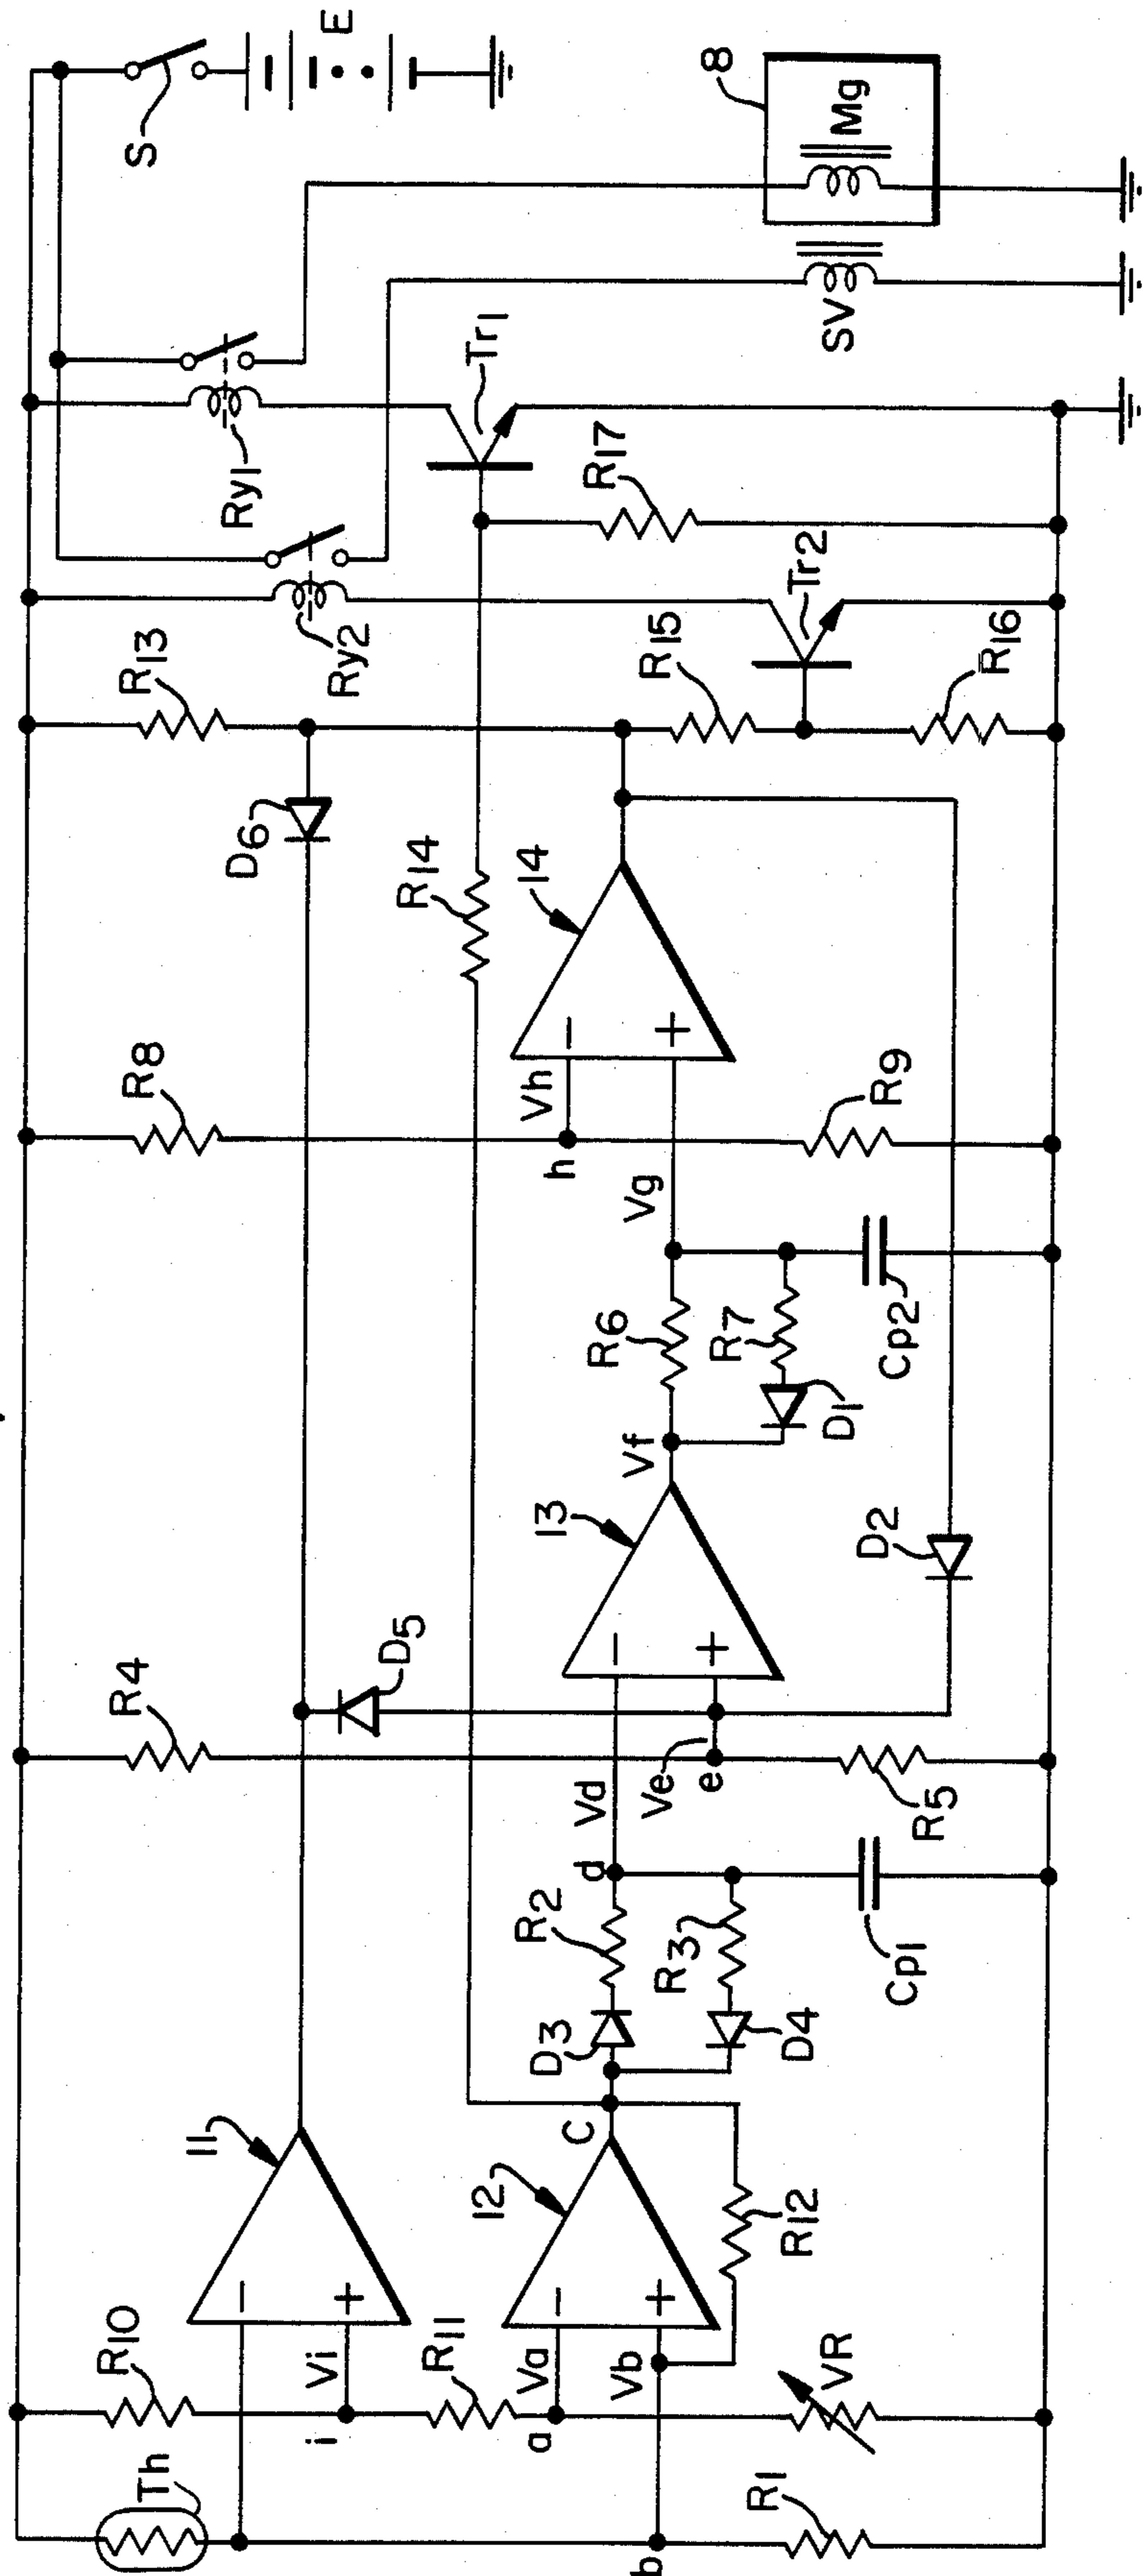 Th
R10
Vi
i
11
R11
Va
a
12
Vb
b
VR
R1
C
R12
D3
R2
D4
R3
d
Vd
Cp1
R4
D5
Ve
e
R5
13
D2
Vf
R6
R7
D1
Vg
Cp2
R8
Vh
h
R9
14
R14
D6
R13
R15
R16
Tr2
Ry2
R17
Ry1
Tr1
SV
8
Mg
S
E